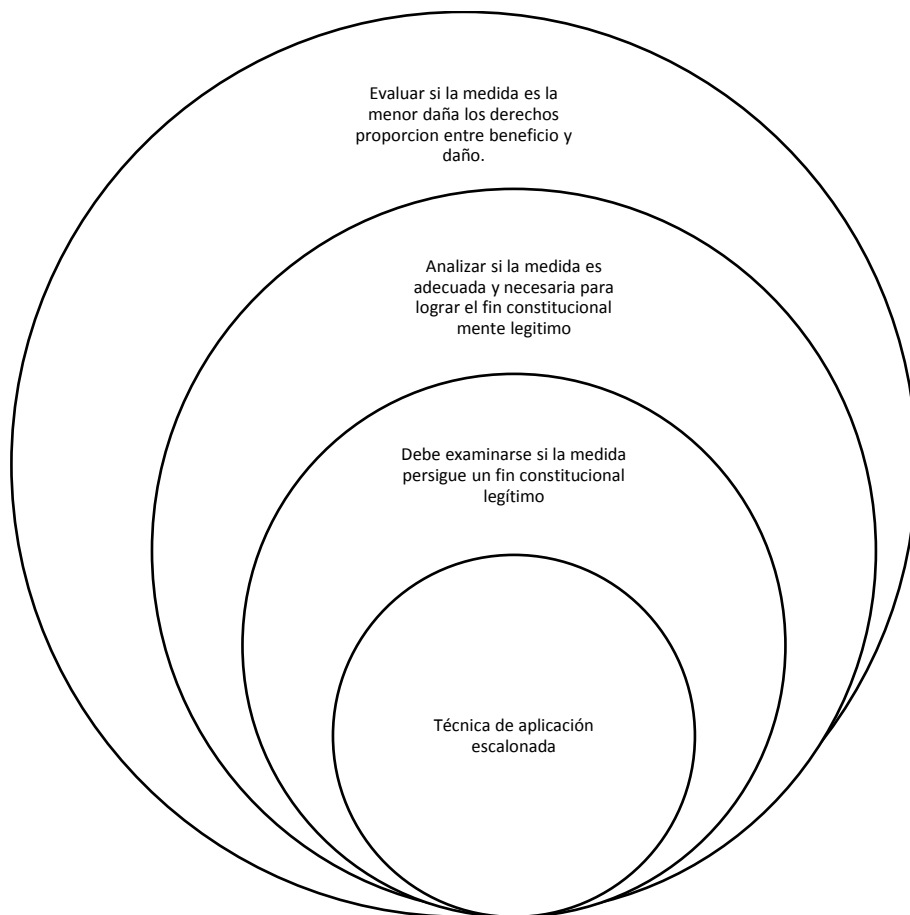 Evaluar si la medida es la
menor daña los derechos
proporcion entre beneficio y
daño.
Analizar si la medida es
adecuada y necesaria para
lograr el fin constitucional
mente legitimo
Debe examinarse si la medida
persigue un fin constitucional
legítimo
Técnica de aplicación
escalonada